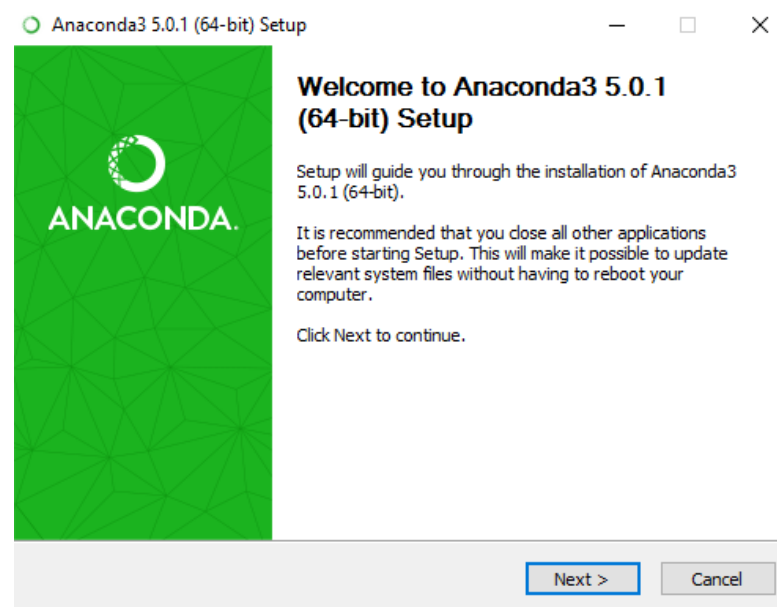 Anaconda3 5.0.1 (64-bit) Setup
ANACONDA.
Welcome to Anaconda3 5.0.1
(64-bit) Setup
Setup will guide you through the installation of Anaconda3
5.0.1 (64-bit).
It is recommended that you close all other applications
before starting Setup. This will make it possible to update
relevant system files without having to reboot your
computer.
Click Next to continue.
Next >
Cancel